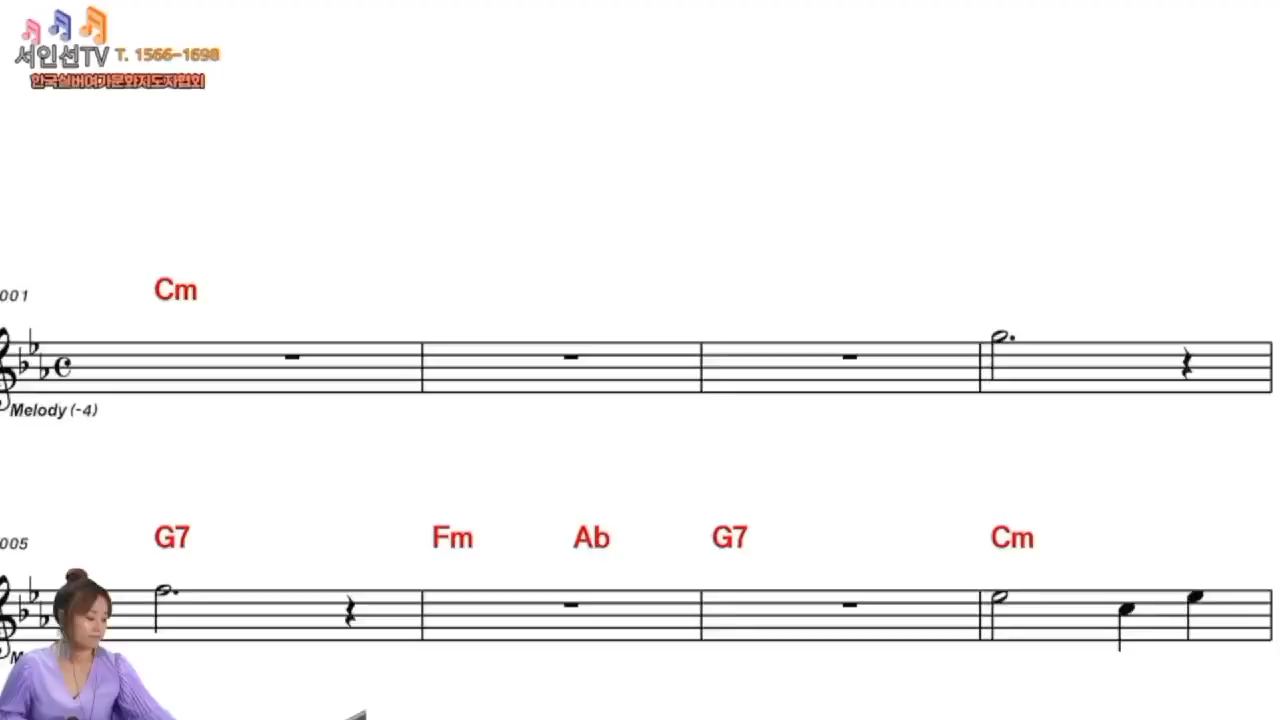 서인선TV T. 1566-1698
한국실버여가문화지도자협회
001 Cm
Melody (-4)
005 G7 Fm Ab G7 Cm